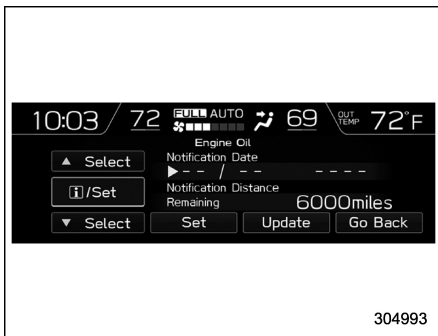 10:03 / 72 FULL AUTO 69 OUT TEMP 72°F
Engine Oil
▲ Select
Notification Date
▶ - - / - - - - - -
i /Set
Notification Distance
Remaining 6000miles
▼ Select Set Update Go Back
304993